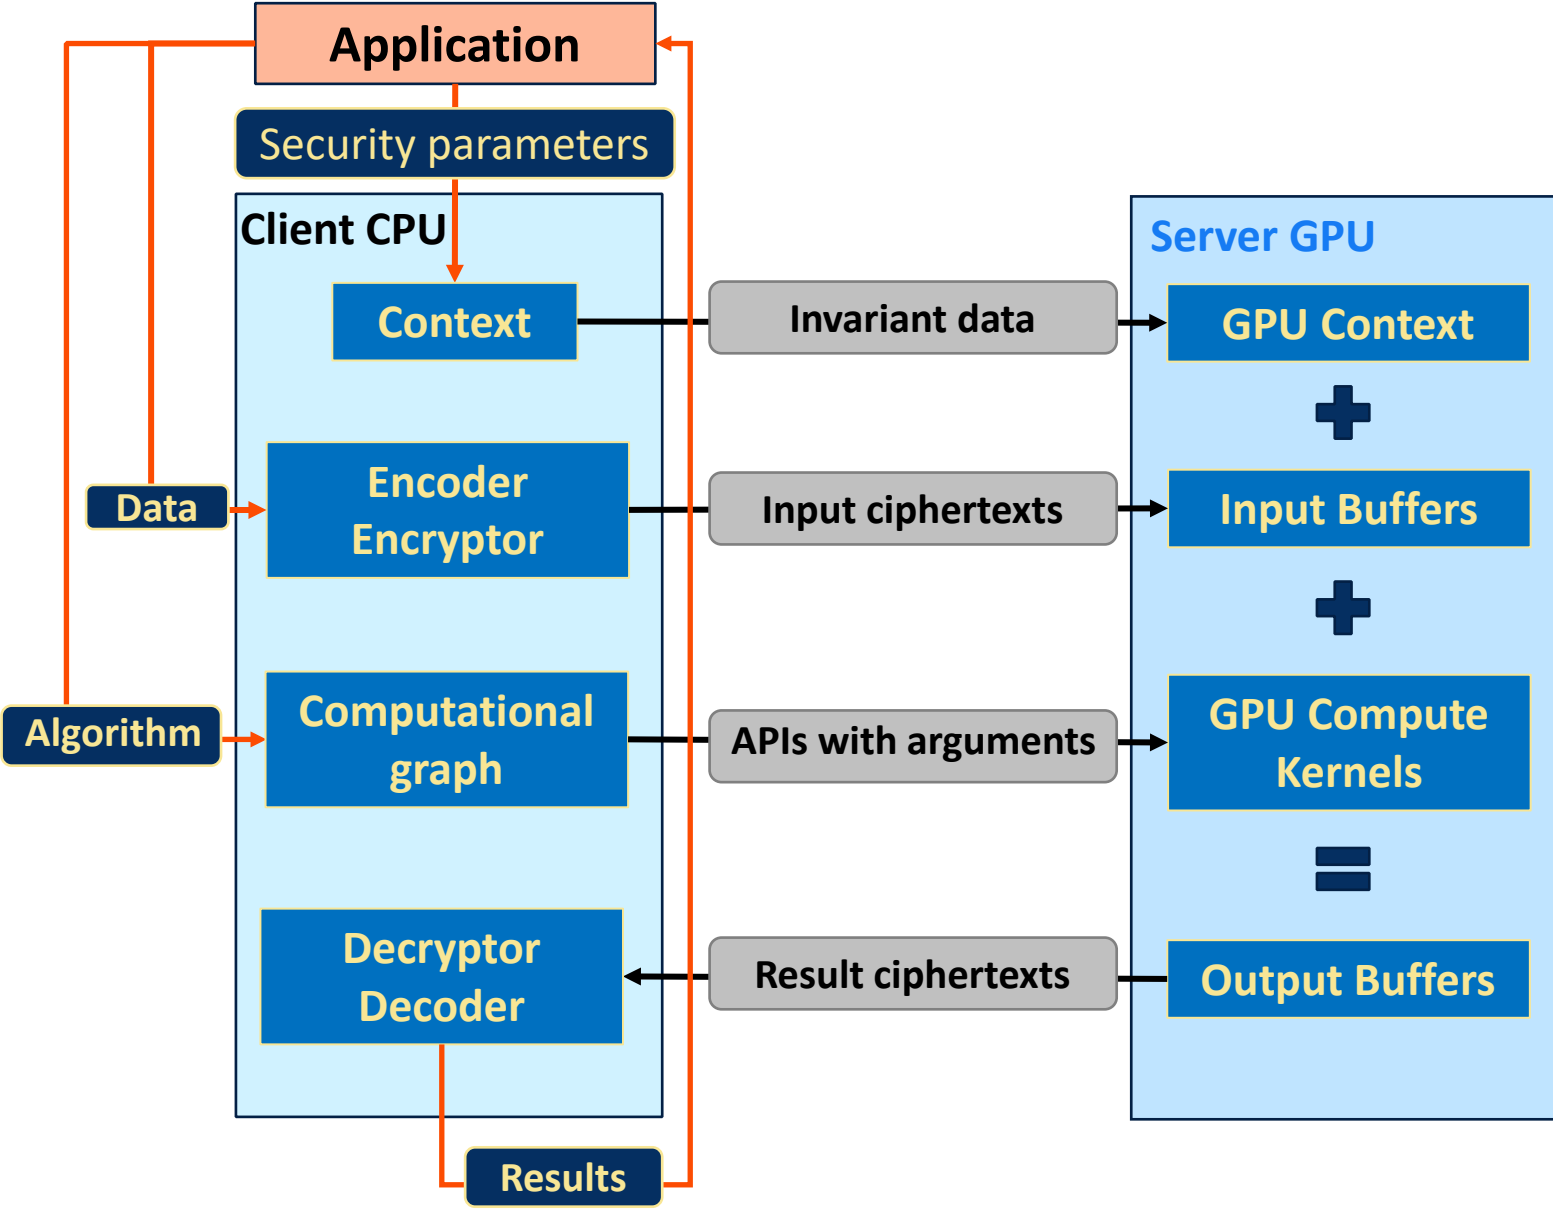 Application
Security parameters
Client CPU
Server GPU
Context
Invariant data
GPU Context
Data
Encoder
Encryptor
Input ciphertexts
Input Buffers
Algorithm
Computational
graph
APIs with arguments
GPU Compute
Kernels
Decryptor
Decoder
Result ciphertexts
Output Buffers
Results